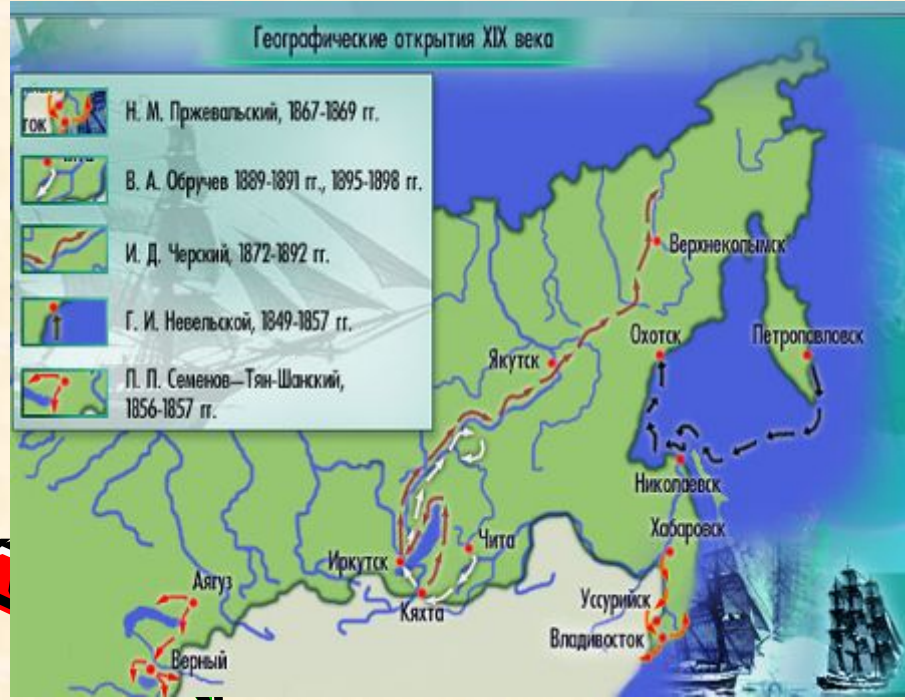 Географические открытия XIX века
ток
Н. М. Пржевальский, 1867-1869 гг.
В. А. Обручев 1889-1891 гг., 1895-1898 гг.
И. Д. Черский, 1872-1892 гг.
Г. И. Невельской, 1849-1857 гг.
П. П. Семенов—Тян-Шанский,
1856-1857 гг.
Верхнеколымск
Охотск
Петропавловск
Якутск
Николаевск
Хабаровск
Чита
Иркутск
Аягуз
Кяхта
Уссурийск
Владивосток
Верный